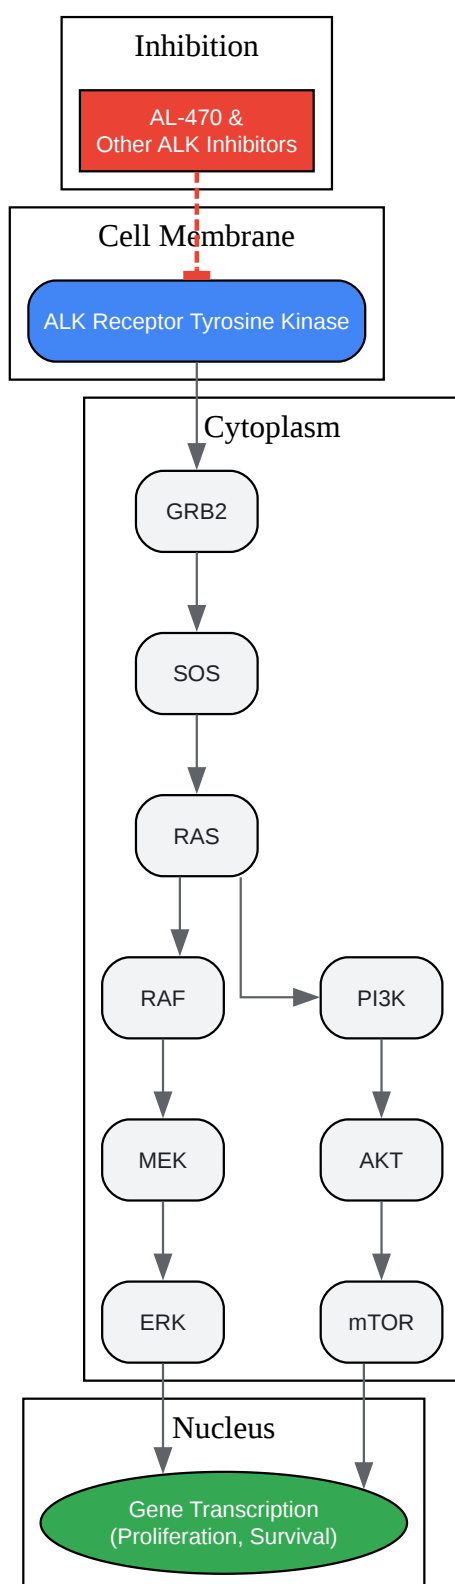 Inhibition
AL-470 &
Other ALK Inhibitors
Cell Membrane
ALK Receptor Tyrosine Kinase
Cytoplasm
GRB2
SOS
RAS
RAF
PI3K
MEK
AKT
ERK
mTOR
Nucleus
Gene Transcription
(Proliferation, Survival)